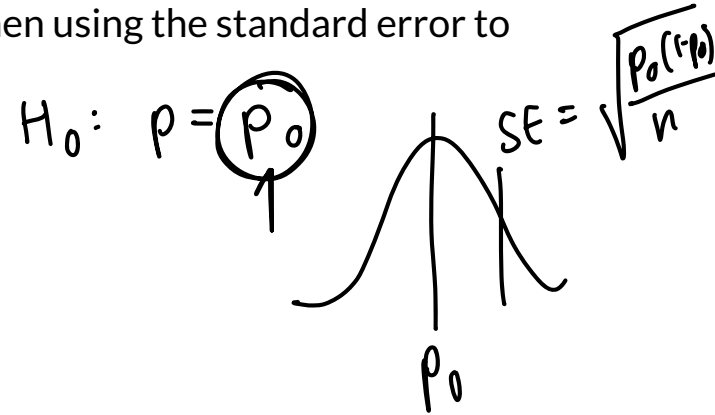 en using the standard error to
H₀: p = p₀
SE = √(p₀(1-p₀)/n)
p₀